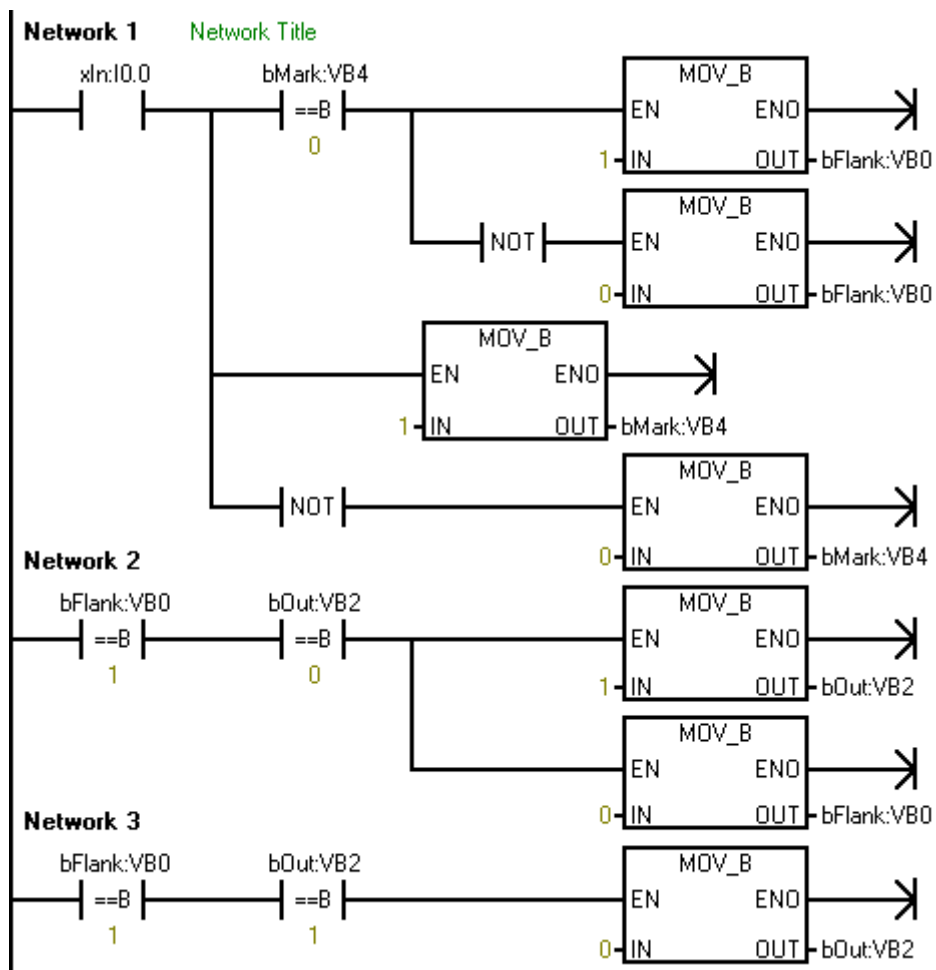 Network 1 Network Title
xIn:I0.0 bMark:VB4 MOV_B
==B EN ENO
0
1 IN OUT bFlank:VB0
MOV_B
NOT EN ENO
0 IN OUT bFlank:VB0
MOV_B
EN ENO
1 IN OUT bMark:VB4
MOV_B
NOT EN ENO
0 IN OUT bMark:VB4
Network 2
bFlank:VB0 bOut:VB2 MOV_B
==B ==B EN ENO
1 0
1 IN OUT bOut:VB2
MOV_B
EN ENO
0 IN OUT bFlank:VB0
Network 3
bFlank:VB0 bOut:VB2 MOV_B
==B ==B EN ENO
1 1
0 IN OUT bOut:VB2